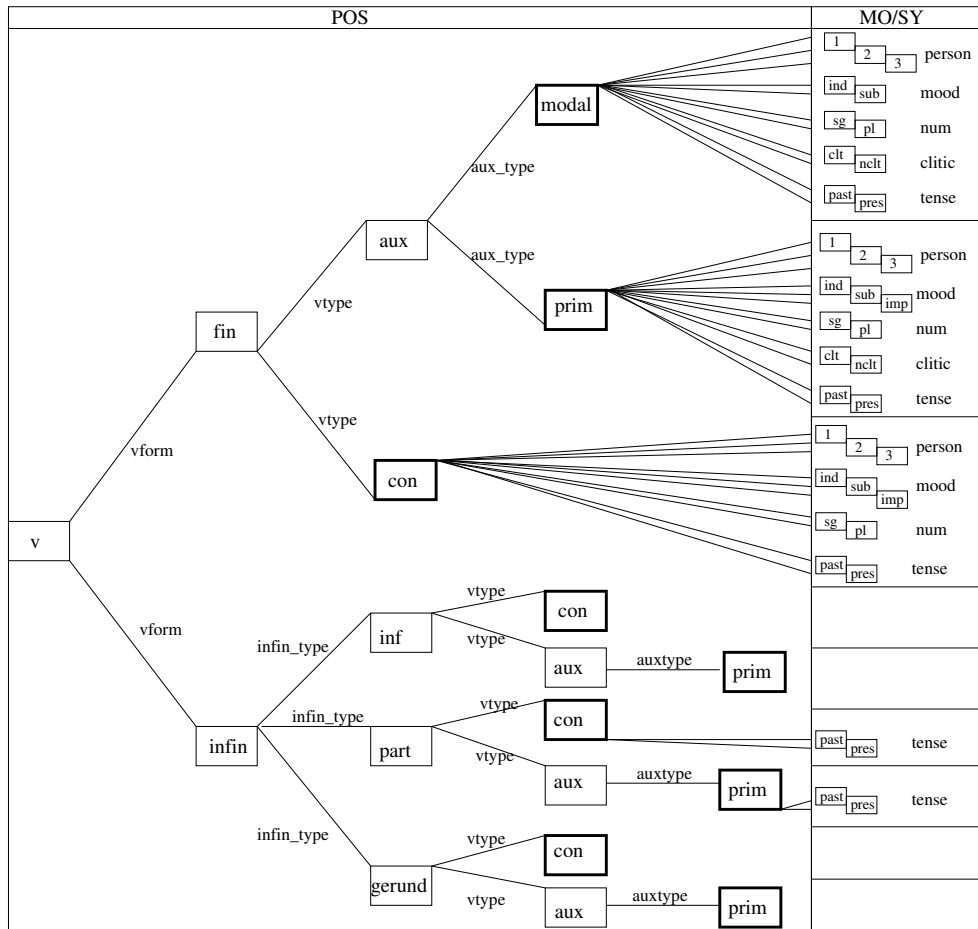 POS MO/SY
1 2 3 person
modal
ind sub mood
sg pl num
aux_type
clt nclt clitic
past pres tense
aux
aux_type
1 2 3 person
vtype
prim
ind sub imp mood
fin
sg pl num
clt nclt clitic
past pres tense
vtype
1 2 3 person
vform
con
ind sub imp mood
sg pl num
v
past pres tense
vtype
con
vform
infin_type
inf
vtype
aux auxtype prim
infin_type
vtype
con
infin
part
past pres tense
vtype
aux auxtype prim
past pres tense
infin_type
vtype
con
gerund
vtype
aux auxtype prim